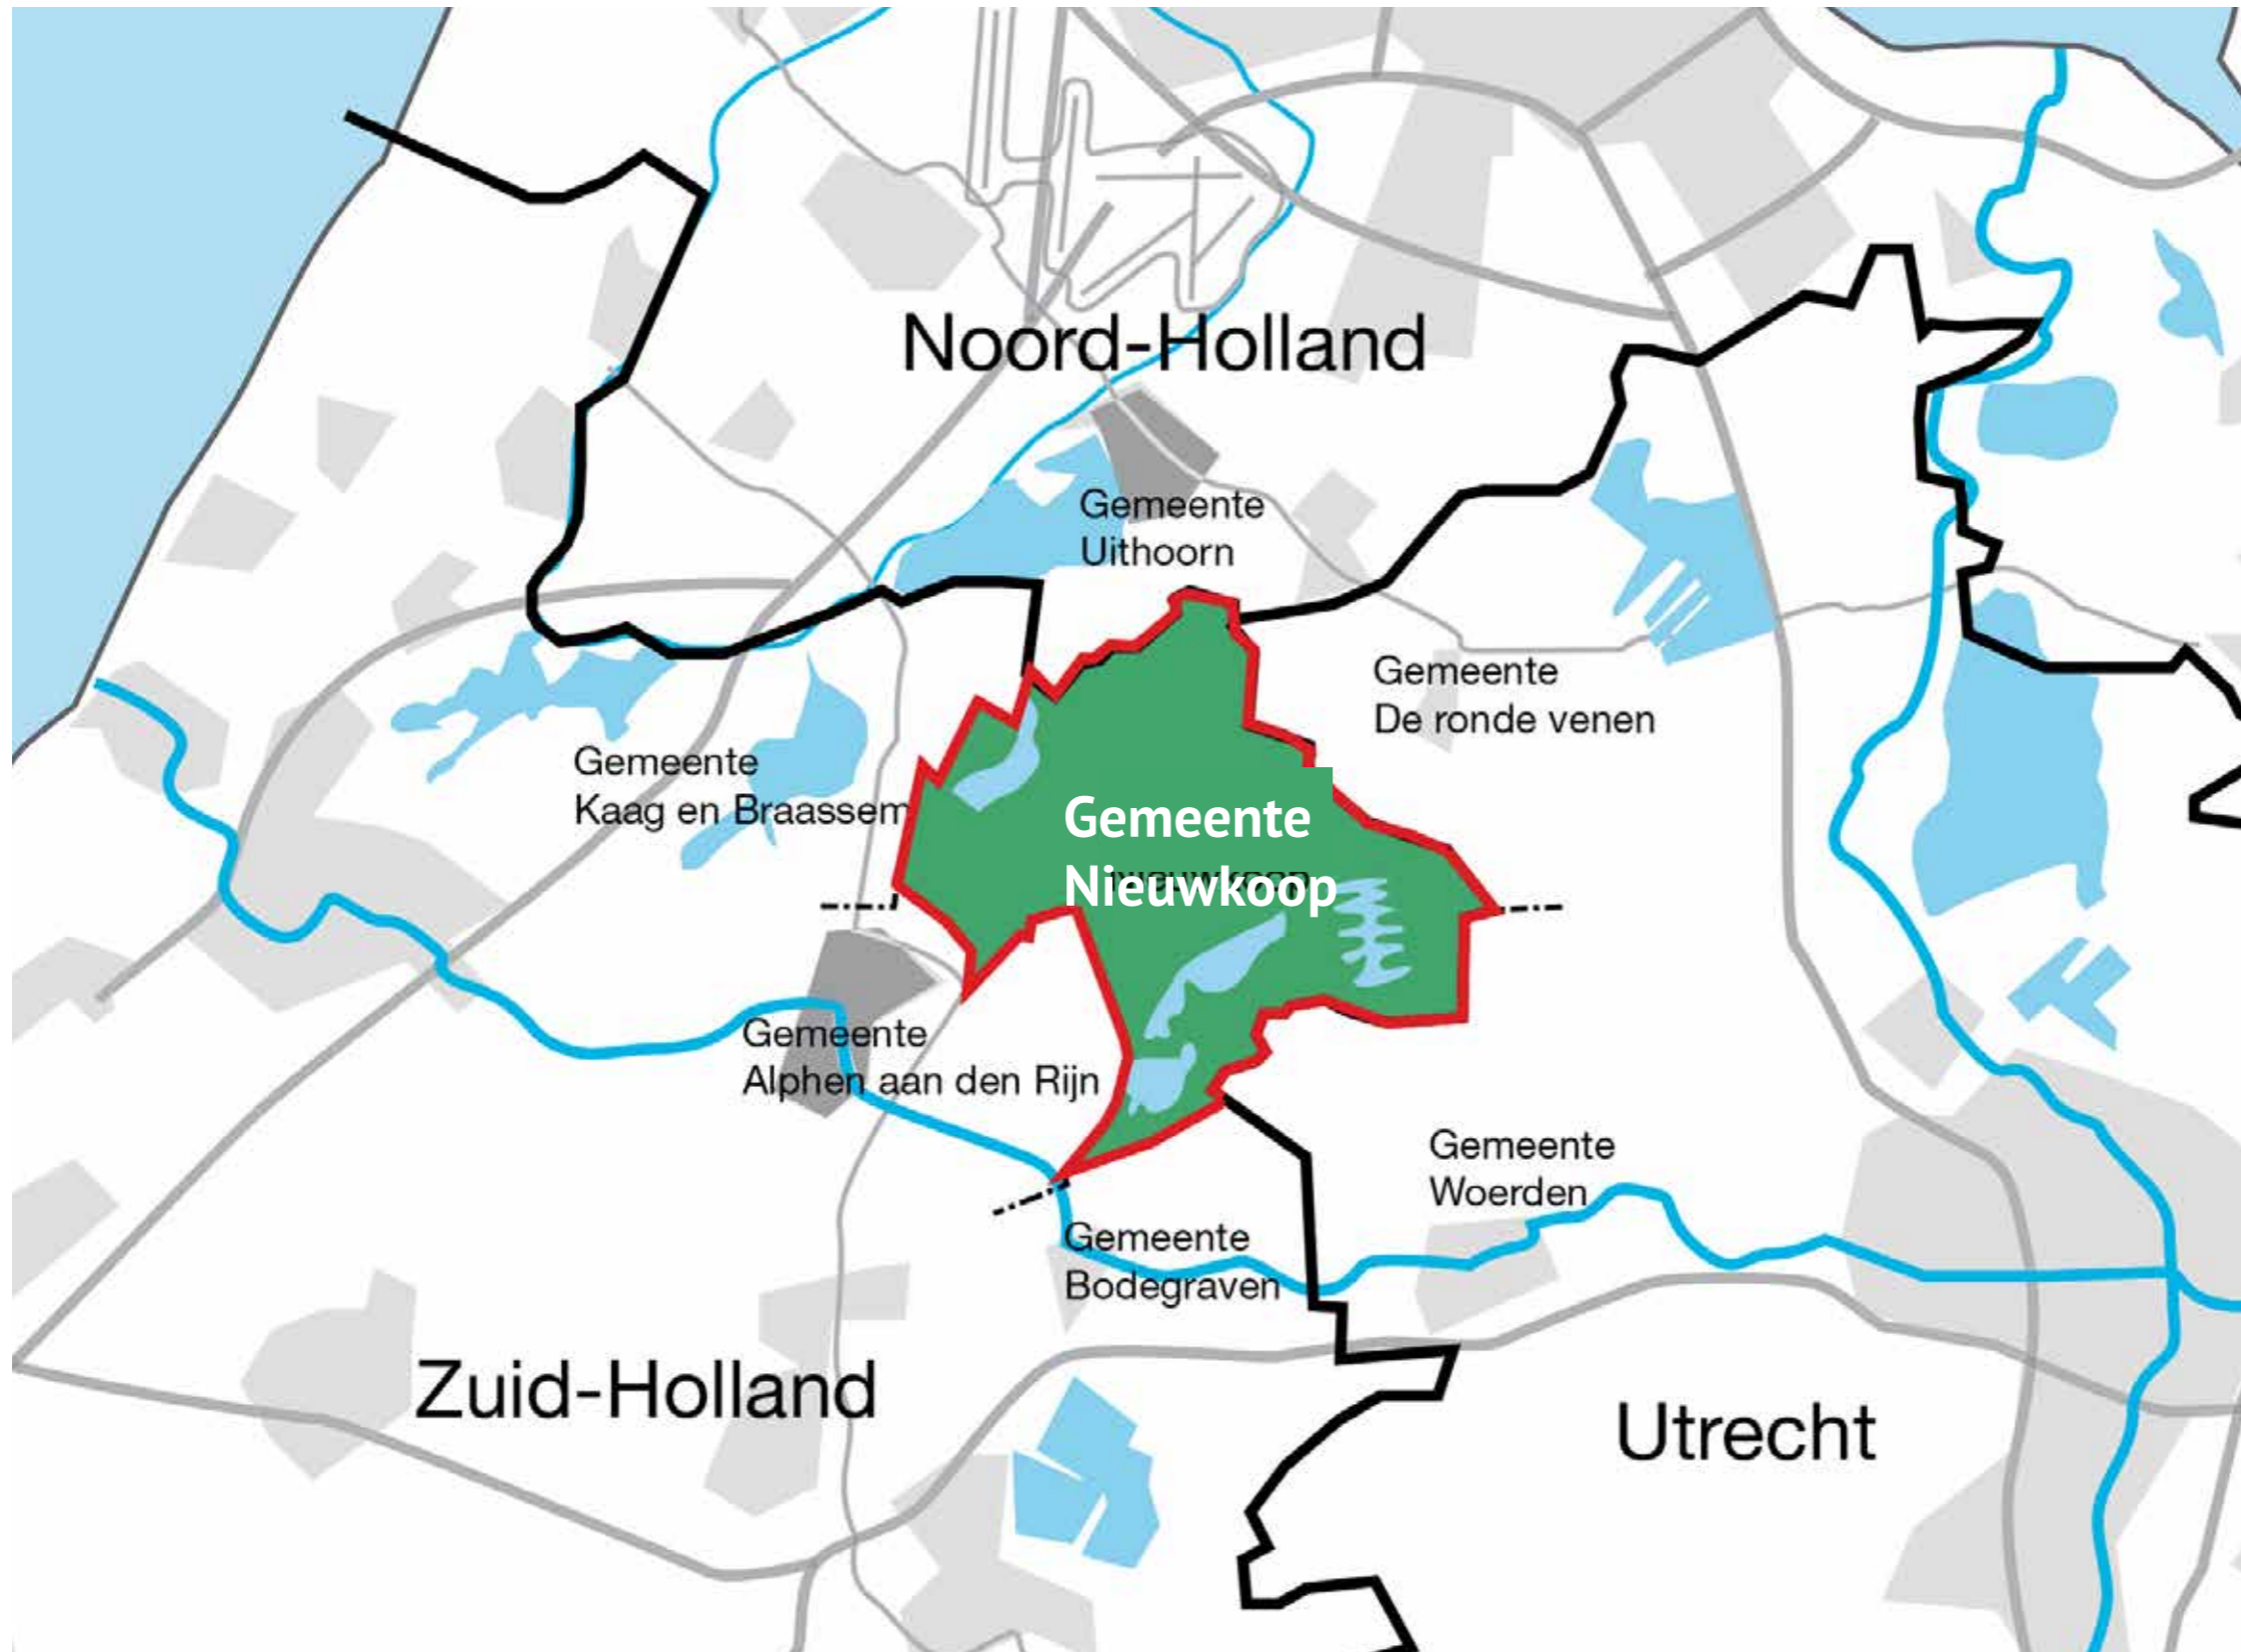 Noord-Holland
Gemeente
Uithoorn
Gemeente
De ronde venen
Gemeente
Kaag en Braassem
Gemeente
Nieuwkoop
Gemeente
Alphen aan den Rijn
Gemeente
Woerden
Gemeente
Bodegraven
Zuid-Holland
Utrecht